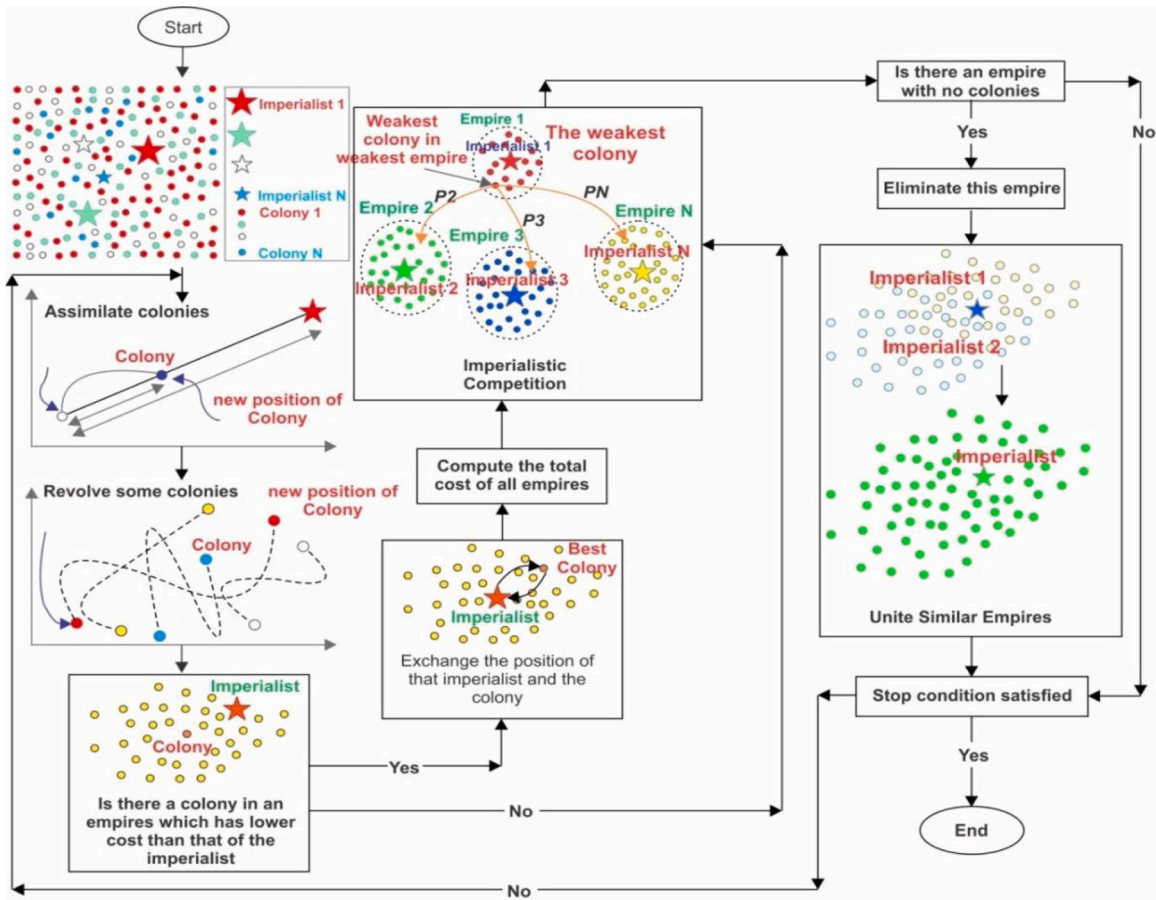 Start
Imperialist 1
Imperialist N
Colony 1
Colony N
Assimilate colonies
Colony
new position of
Colony
Revolve some colonies
new position of
Colony
Colony
Imperialist
Colony
Is there a colony in an
empires which has lower
cost than that of the
imperialist
Yes
No
Best
Colony
Imperialist
Exchange the position of
that imperialist and the
colony
Compute the total
cost of all empires
Weakest
colony in
weakest empire
Empire 1
Imperialist 1
The weakest
colony
P2
P3
PN
Empire 2
Imperialist 2
Empire 3
Imperialist 3
Empire N
Imperialist N
Imperialistic
Competition
Is there an empire
with no colonies
Yes
No
Eliminate this empire
Imperialist 1
Imperialist 2
Imperialist
Unite Similar Empires
Stop condition satisfied
Yes
End
No